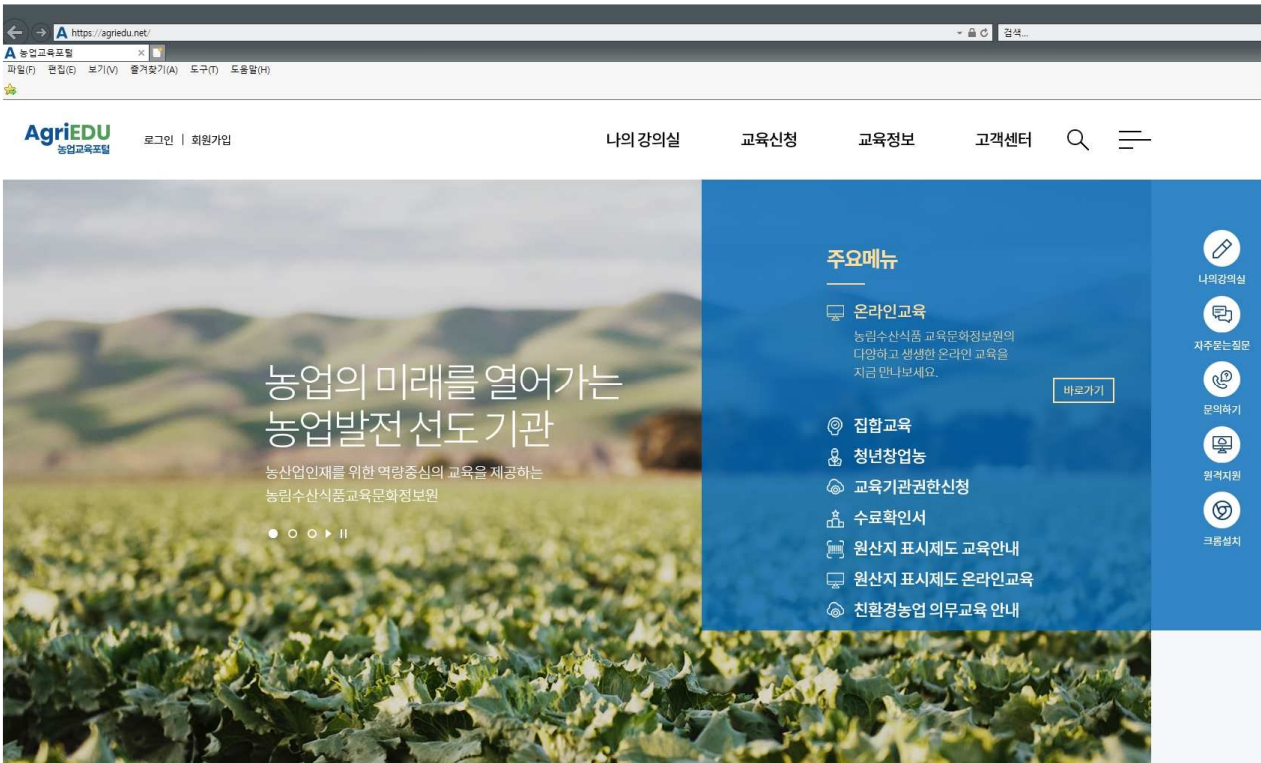 https://agriedu.net/
검색...
농업교육포털
파일(F) 편집(E) 보기(V) 즐겨찾기(A) 도구(T) 도움말(H)
AgriEDU
농업교육포털
로그인 | 회원가입
나의 강의실 교육신청 교육정보 고객센터
주요메뉴
온라인교육
농림수산식품 교육문화정보원의
다양하고 생생한 온라인 교육을
지금 만나보세요.
바로가기
집합교육
청년창업농
교육기관권한신청
수료확인서
원산지 표시제도 교육안내
원산지 표시제도 온라인교육
친환경농업 의무교육 안내
농업의 미래를 열어가는
농업발전 선도 기관
농산업인재를 위한 역량중심의 교육을 제공하는
농림수산식품교육문화정보원
나의강의실
자주묻는질문
문의하기
원격지원
크롬설치